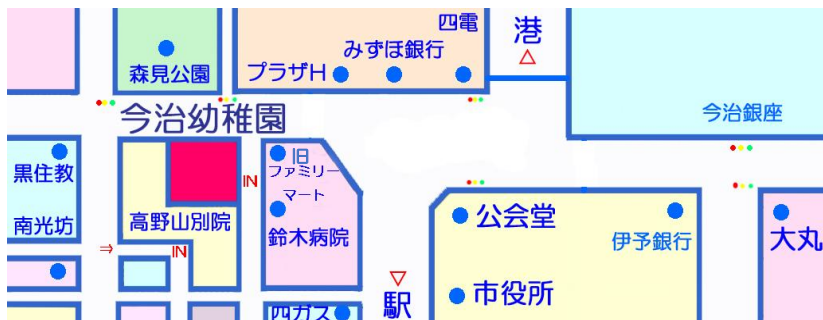 四電
港
みずほ銀行
プラザH
森見公園
今治銀座
今治幼稚園
旧
ファミリー
マート
黒住教
IN
南光坊
高野山別院
鈴木病院
公会堂
伊予銀行
大丸
⇒
IN
市役所
駅
四ガス